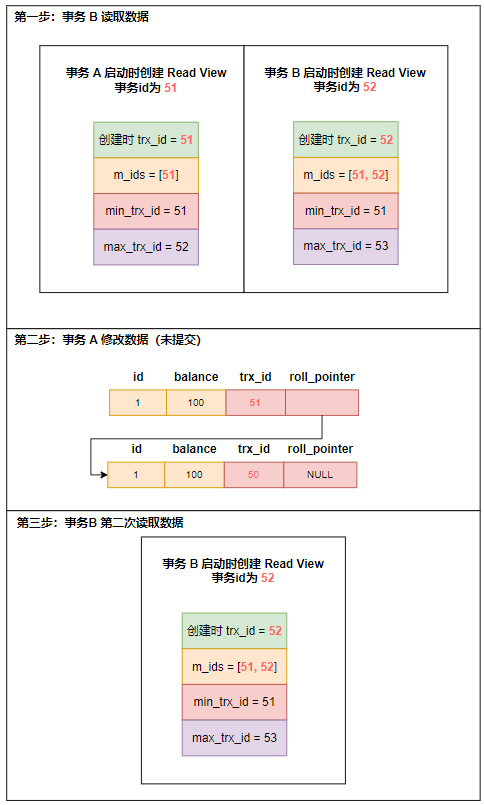 第一步：事务 B 读取数据
事务 A 启动时创建 Read View
事务id为 51
创建时 trx_id = 51
m_ids = [51]
min_trx_id = 51
max_trx_id = 52
事务 B 启动时创建 Read View
事务id为 52
创建时 trx_id = 52
m_ids = [51, 52]
min_trx_id = 51
max_trx_id = 53
第二步：事务 A 修改数据（未提交）
id balance trx_id roll_pointer
1 100 51
id balance trx_id roll_pointer
1 100 50 NULL
第三步：事务B 第二次读取数据
事务 B 启动时创建 Read View
事务id为 52
创建时 trx_id = 52
m_ids = [51, 52]
min_trx_id = 51
max_trx_id = 53